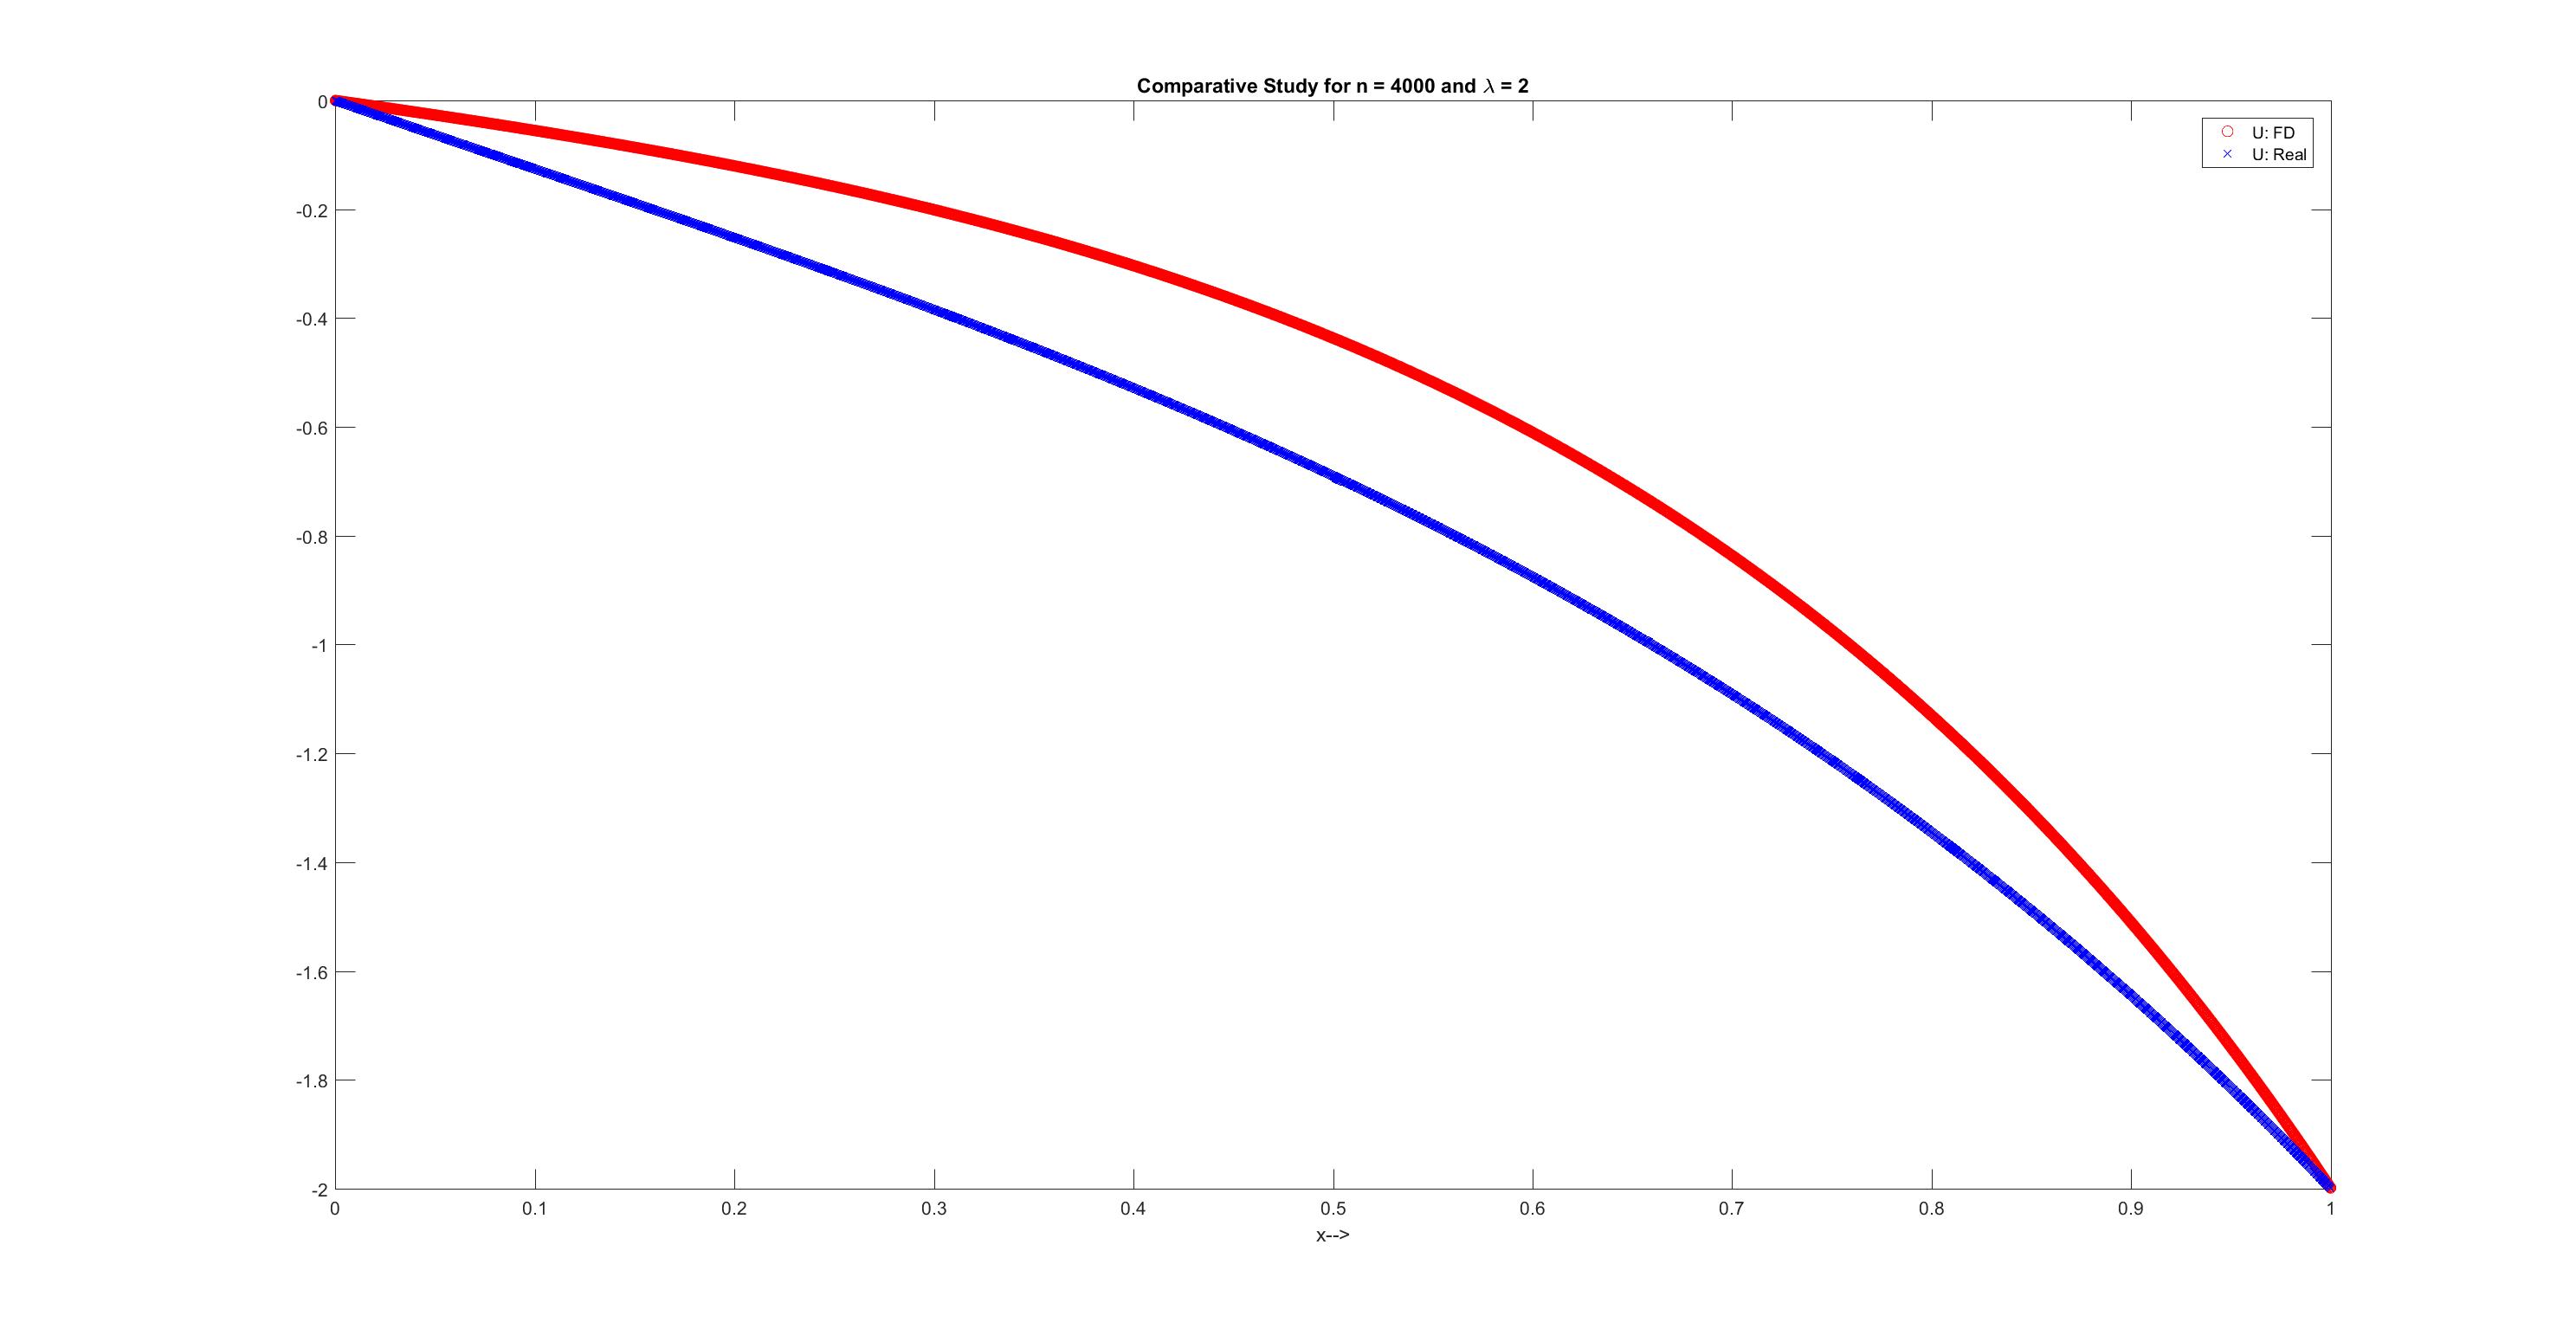 Comparative Study for n = 4000 and λ = 2
U: FD
U: Real
0
-0.2
-0.4
-0.6
-0.8
-1
-1.2
-1.4
-1.6
-1.8
-2
0 0.1 0.2 0.3 0.4 0.5 0.6 0.7 0.8 0.9 1
x-->